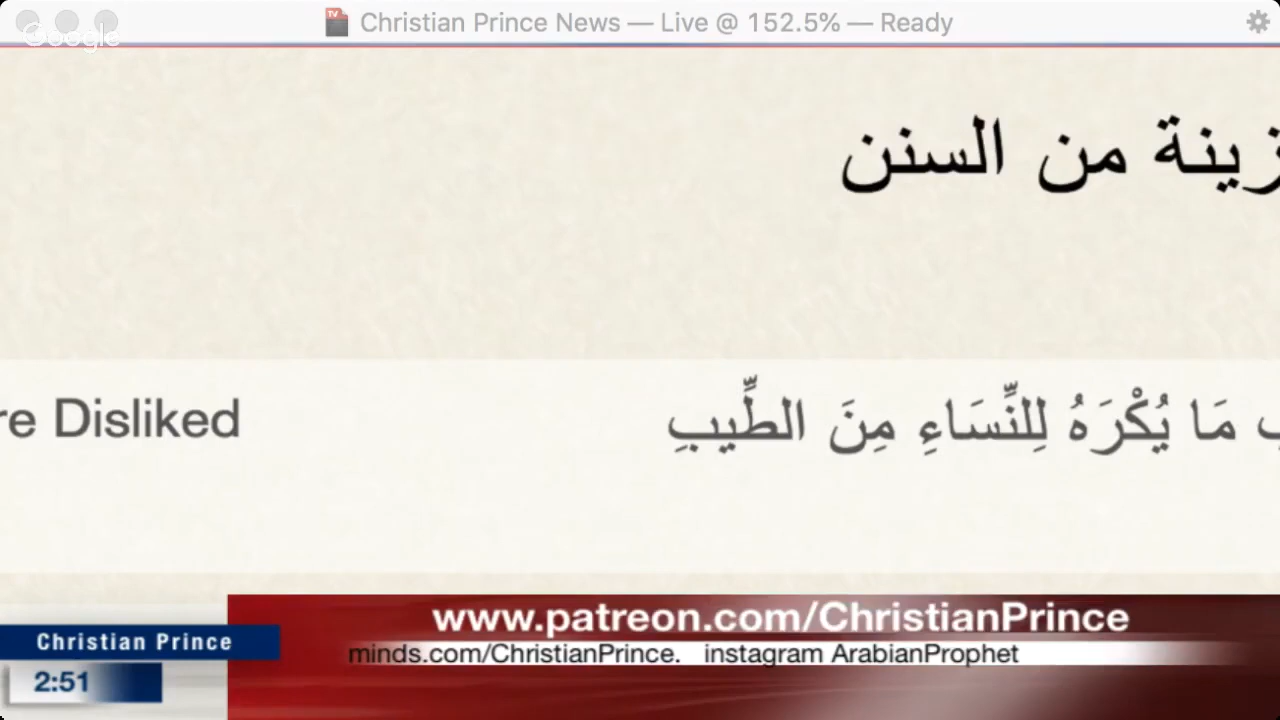 Christian Prince News — Live @ 152.5% — Ready
Google
زينة من السنن
مَا يُكْرَهُ لِلنِّسَاءِ مِنَ الطِّيبِ
re Disliked
www.patreon.com/ChristianPrince
Christian Prince
minds.com/ChristianPrince. instagram ArabianProphet
2:51